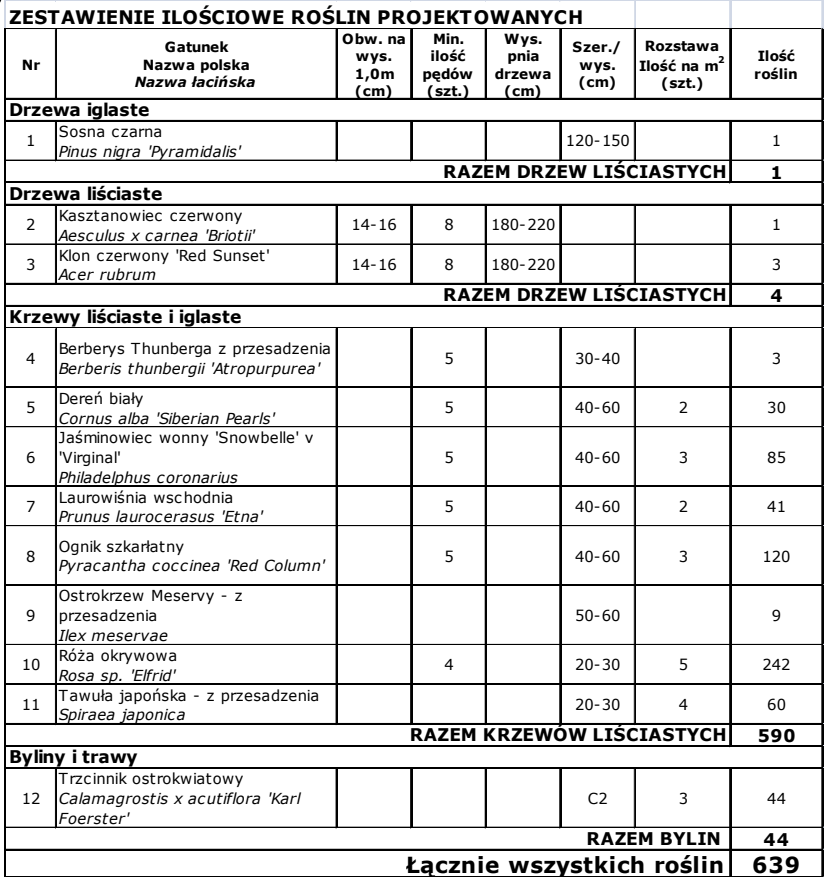 ZESTAWIENIE ILOŚCIOWE ROŚLIN PROJEKTOWANYCH
Nr
Gatunek
Nazwa polska
Nazwa łacińska
Obw. na
wys.
1,0m
(cm)
Min.
ilość
pędów
(szt.)
Wys.
pnia
drzewa
(cm)
Szer./
wys.
(cm)
Rozstawa
Ilość na m²
(szt.)
Ilość
roślin
Drzewa iglaste
1
Sosna czarna
Pinus nigra 'Pyramidalis'
120-150
1
RAZEM DRZEW LIŚCIASTYCH 1
Drzewa liściaste
2
Kasztanowiec czerwony
Aesculus x carnea 'Briotii'
14-16 8 180-220 1
3
Klon czerwony 'Red Sunset'
Acer rubrum
14-16 8 180-220 3
RAZEM DRZEW LIŚCIASTYCH 4
Krzewy liściaste i iglaste
4
Berberys Thunberga z przesadzenia
Berberis thunbergii 'Atropurpurea'
5 30-40 3
5
Dereń biały
Cornus alba 'Siberian Pearls'
5 40-60 2 30
6
Jaśminowiec wonny 'Snowbelle' v
'Virginal'
Philadelphus coronarius
5 40-60 3 85
7
Laurowiśnia wschodnia
Prunus laurocerasus 'Etna'
5 40-60 2 41
8
Ognik szkarłatny
Pyracantha coccinea 'Red Column'
5 40-60 3 120
9
Ostrokrzew Meservy - z
przesadzenia
Ilex meservae
50-60 9
10
Róża okrywowa
Rosa sp. 'Elfrid'
4 20-30 5 242
11
Tawuła japońska - z przesadzenia
Spiraea japonica
20-30 4 60
RAZEM KRZEWÓW LIŚCIASTYCH 590
Byliny i trawy
12
Trzcinnik ostrokwiatowy
Calamagrostis x acutiflora 'Karl
Foerster'
C2 3 44
RAZEM BYLIN 44
Łącznie wszystkich roślin 639